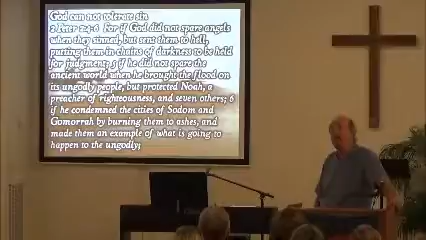 God can not tolerate sin
2 Peter 2:4-6 For if God did not spare angels
when they sinned, but sent them to hell,
putting them in chains of darkness to be held
for judgment; 5 if he did not spare the
ancient world when he brought the flood on
its ungodly people, but protected Noah, a
preacher of righteousness, and seven others; 6
if he condemned the cities of Sodom and
Gomorrah by burning them to ashes, and
made them an example of what is going to
happen to the ungodly;